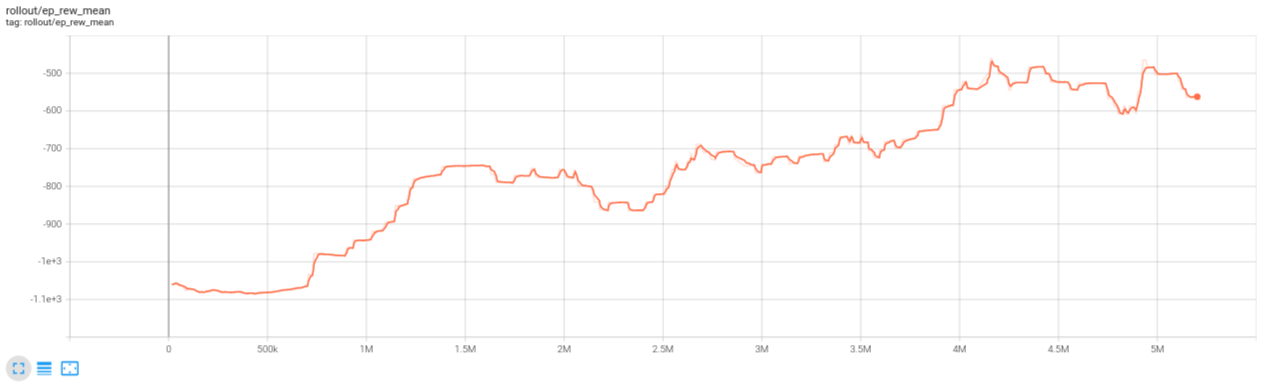 rollout/ep_rew_mean
tag: rollout/ep_rew_mean
-500
-600
-700
-800
-900
-1e+3
-1.1e+3
0 500k 1M 1.5M 2M 2.5M 3M 3.5M 4M 4.5M 5M